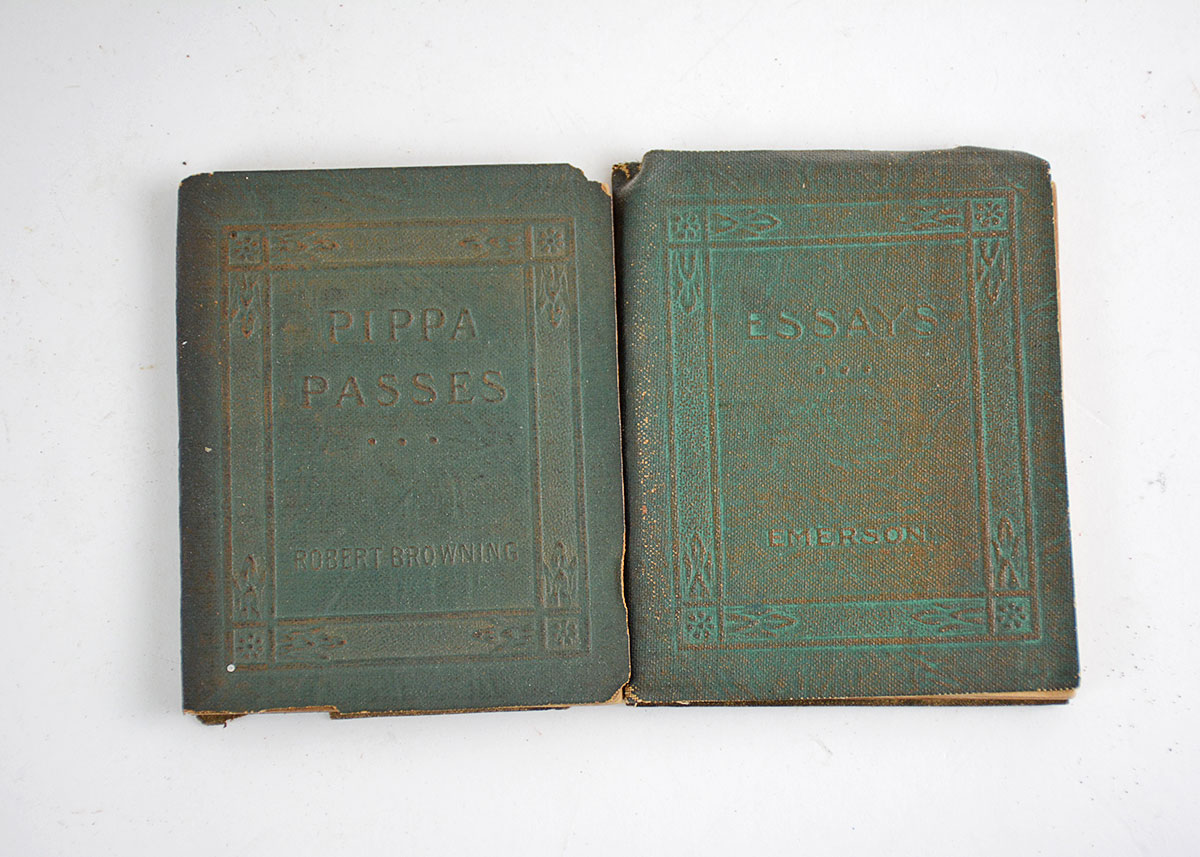 PIPPA
PASSES
• • •
ROBERT BROWNING
ESSAYS
• • •
EMERSON